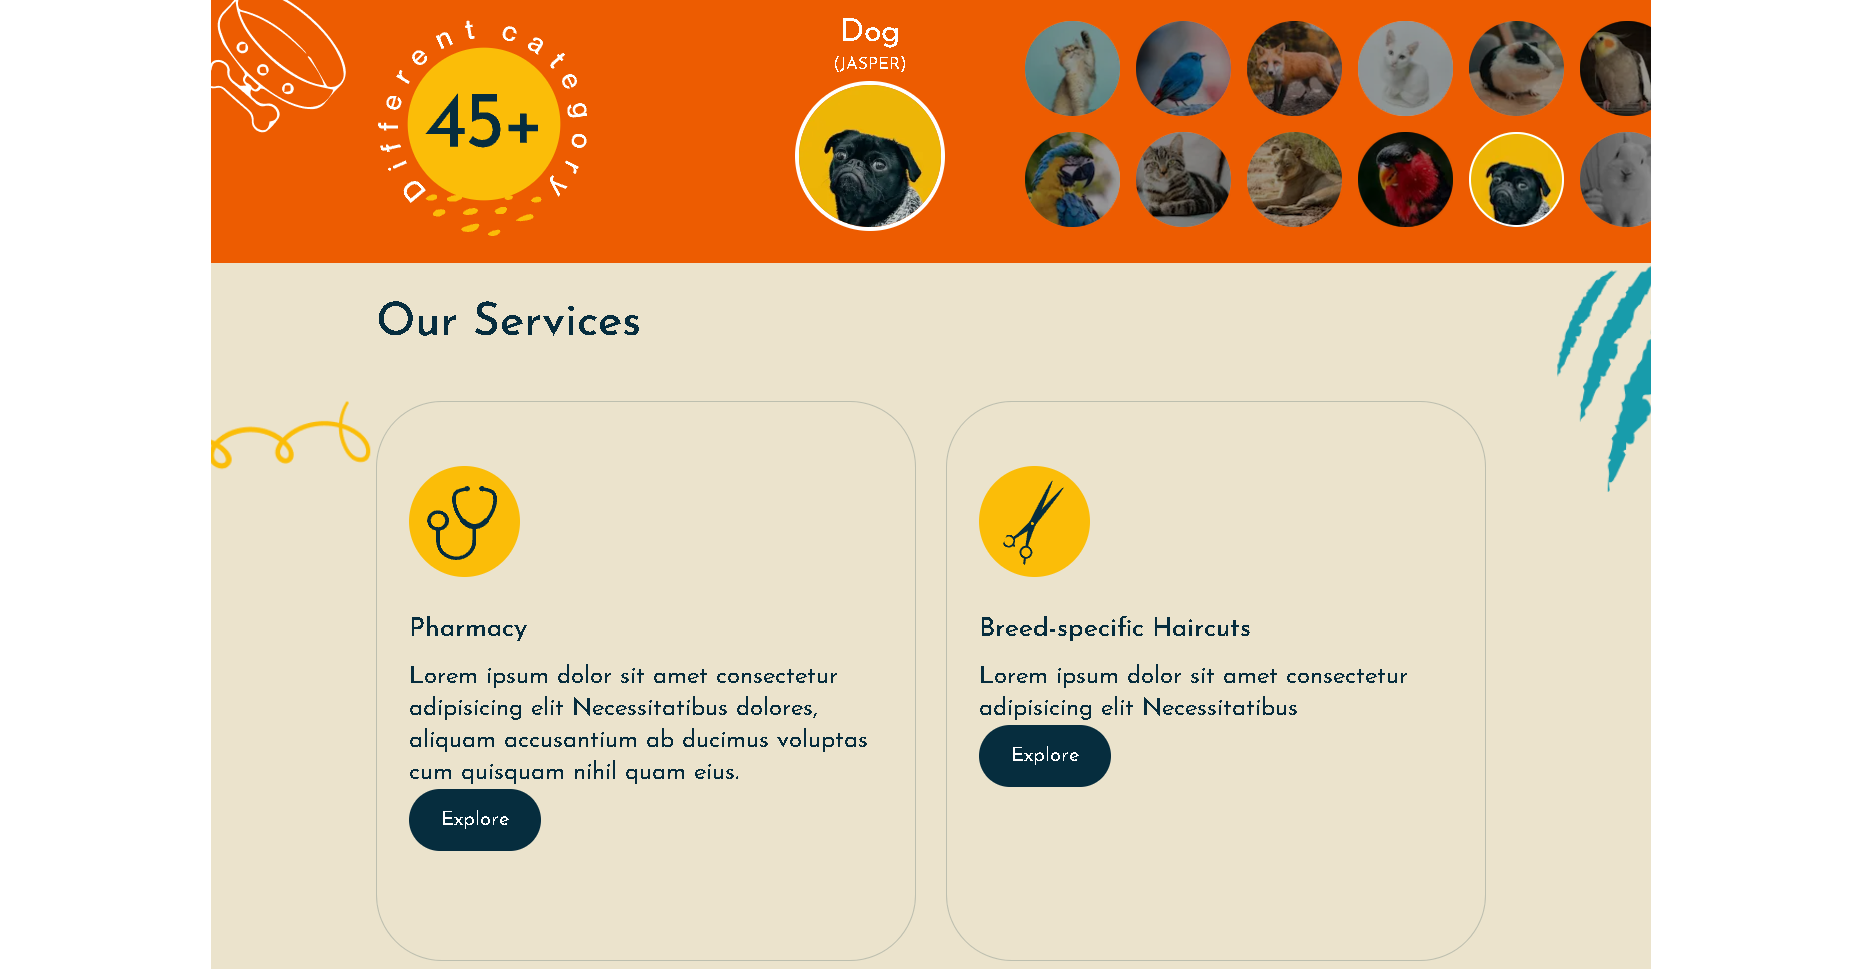 Different category
45+
Dog
(JASPER)
Our Services
Pharmacy
Lorem ipsum dolor sit amet consectetur
adipisicing elit Necessitatibus dolores,
aliquam accusantium ab ducimus voluptas
cum quisquam nihil quam eius.
Explore
Breed-specific Haircuts
Lorem ipsum dolor sit amet consectetur
adipisicing elit Necessitatibus
Explore